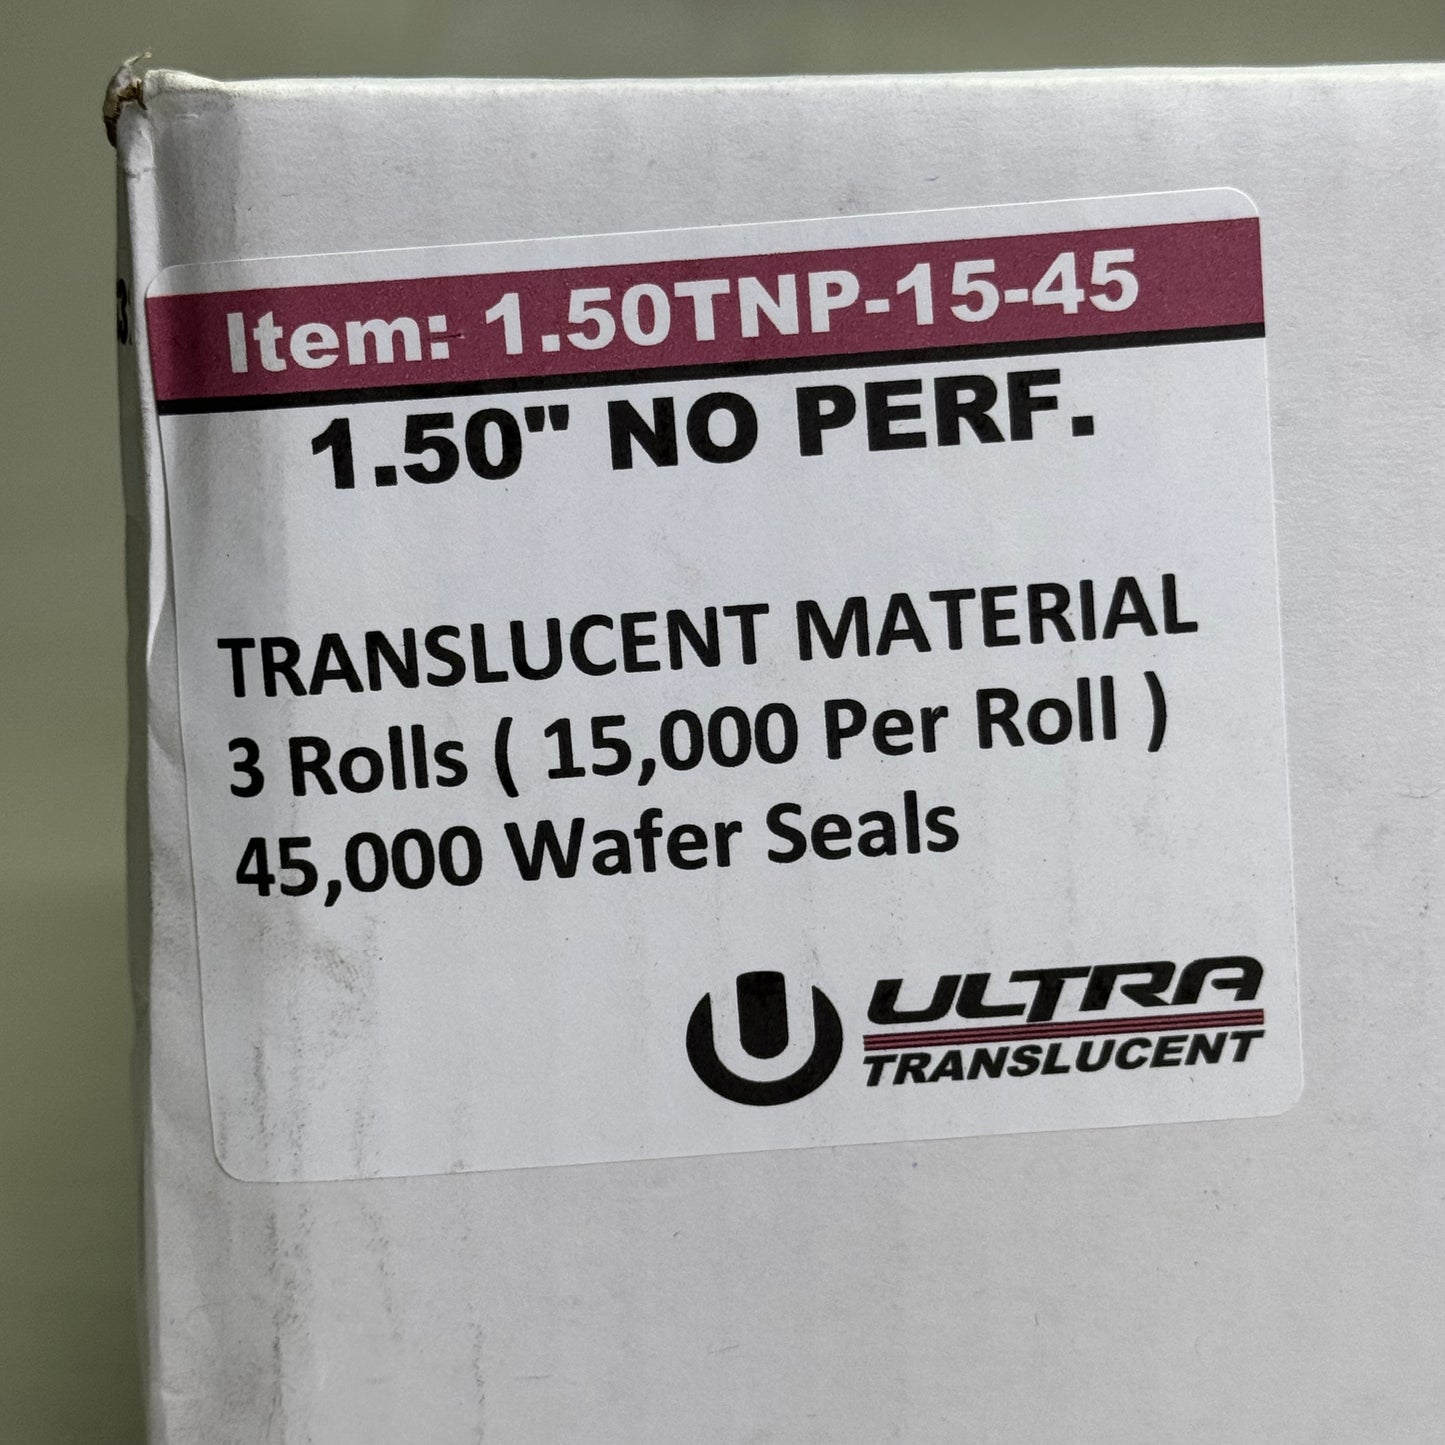 Item: 1.50TNP-15-45
1.50" NO PERF.
TRANSLUCENT MATERIAL
3 Rolls ( 15,000 Per Roll )
45,000 Wafer Seals
ULTRA
TRANSLUCENT